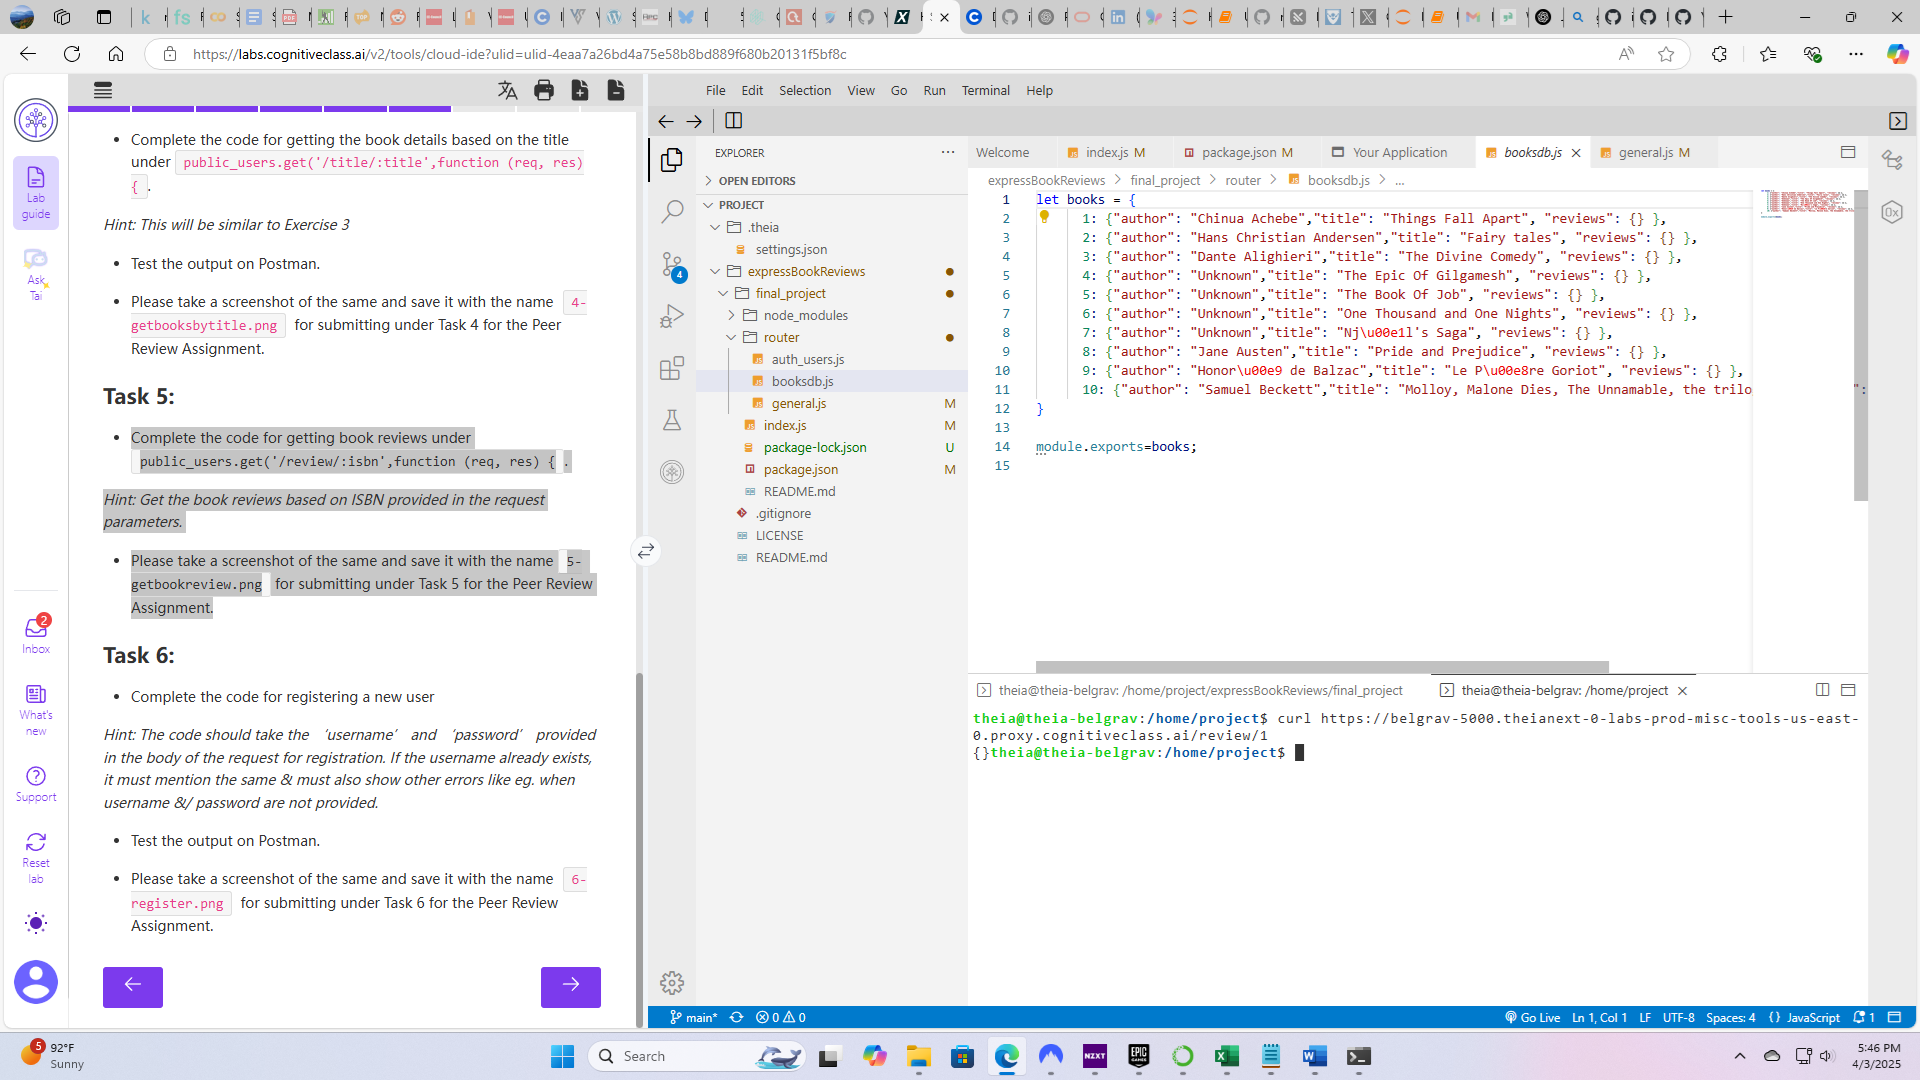 https://labs.cognitiveclass.ai/v2/tools/cloud-ide?ulid=ulid-4eaa7a26bd4a75e58b8bd889f680b20131f5bf8c
Lab
guide
Ask
Tai
Inbox
2
What's
new
Support
Reset
lab
Complete the code for getting the book details based on the title
under public_users.get('/title/:title',function (req, res)
{ .
Hint: This will be similar to Exercise 3
Test the output on Postman.
Please take a screenshot of the same and save it with the name 4-
getbooksbytitle.png for submitting under Task 4 for the Peer
Review Assignment.
Task 5:
Complete the code for getting book reviews under
public_users.get('/review/:isbn',function (req, res) { .
Hint: Get the book reviews based on ISBN provided in the request
parameters.
Please take a screenshot of the same and save it with the name 5-
getbookreview.png for submitting under Task 5 for the Peer Review
Assignment.
Task 6:
Complete the code for registering a new user
Hint: The code should take the ‘username’ and ‘password’ provided
in the body of the request for registration. If the username already exists,
it must mention the same & must also show other errors like eg. when
username &/ password are not provided.
Test the output on Postman.
Please take a screenshot of the same and save it with the name 6-
register.png for submitting under Task 6 for the Peer Review
Assignment.
File Edit Selection View Go Run Terminal Help
EXPLORER
OPEN EDITORS
PROJECT
.theia
settings.json
expressBookReviews
final_project
node_modules
router
auth_users.js
booksdb.js
general.js M
index.js M
package-lock.json U
package.json M
README.md
.gitignore
LICENSE
README.md
4
Welcome index.js M package.json M Your Application booksdb.js general.js M
expressBookReviews > final_project > router > booksdb.js > ...
1 let books = {
2 1: {"author": "Chinua Achebe","title": "Things Fall Apart", "reviews": {} },
3 2: {"author": "Hans Christian Andersen","title": "Fairy tales", "reviews": {} },
4 3: {"author": "Dante Alighieri","title": "The Divine Comedy", "reviews": {} },
5 4: {"author": "Unknown","title": "The Epic Of Gilgamesh", "reviews": {} },
6 5: {"author": "Unknown","title": "The Book Of Job", "reviews": {} },
7 6: {"author": "Unknown","title": "One Thousand and One Nights", "reviews": {} },
8 7: {"author": "Unknown","title": "Nj\u00e1l's Saga", "reviews": {} },
9 8: {"author": "Jane Austen","title": "Pride and Prejudice", "reviews": {} },
10 9: {"author": "Honor\u00e9 de Balzac","title": "Le P\u00e8re Goriot", "reviews": {} },
11 10: {"author": "Samuel Beckett","title": "Molloy, Malone Dies, The Unnamable, the trilo ":
12 }
13
14 module.exports=books;
15
theia@theia-belgrav: /home/project/expressBookReviews/final_project theia@theia-belgrav: /home/project
theia@theia-belgrav:/home/project$ curl https://belgrav-5000.theianext-0-labs-prod-misc-tools-us-east-
0.proxy.cognitiveclass.ai/review/1
{}theia@theia-belgrav:/home/project$
main* 0 0 Go Live Ln 1, Col 1 LF UTF-8 Spaces: 4 {} JavaScript 1
5
92°F
Sunny
Search
NZXT
EPIC GAMES
5:46 PM
4/3/2025